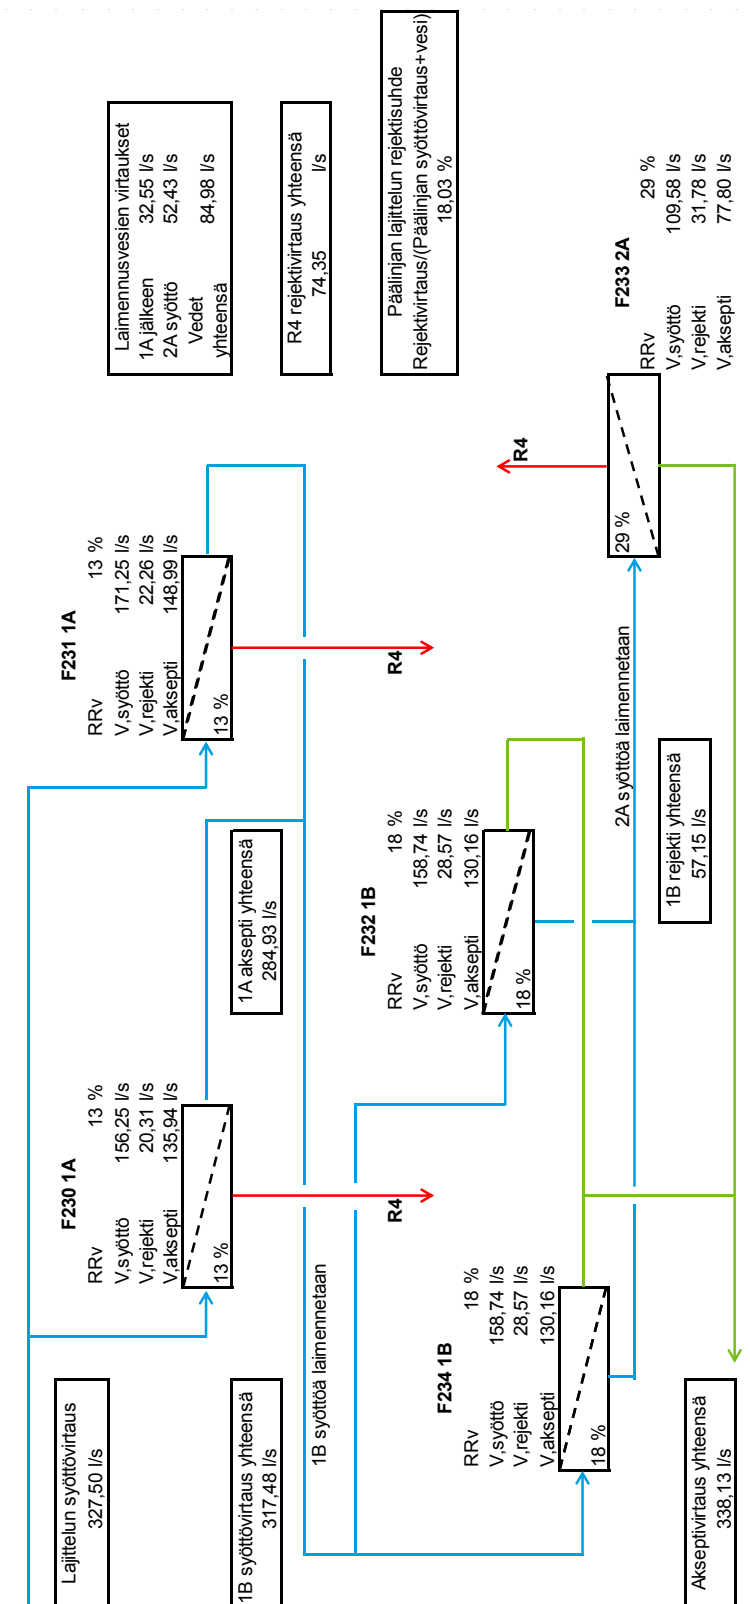 Lajittelun syöttövirtaus
327,50 l/s
F230 1A
RRv 13 %
V,syöttö 156,25 l/s
V,rejekti 20,31 l/s
V,aksepti 135,94 l/s
13 %
R4
F231 1A
RRv 13 %
V,syöttö 171,25 l/s
V,rejekti 22,26 l/s
V,aksepti 148,99 l/s
13 %
R4
Laimennusvesien virtaukset
1A jälkeen 32,55 l/s
2A syöttö 52,43 l/s
Vedet
yhteensä 84,98 l/s
R4 rejektivirtaus yhteensä
74,35 l/s
Päälinjan lajittelun rejektisuhde
Rejektivirtaus/(Päälinjan syöttövirtaus+vesi)
18,03 %
1B syöttövirtaus yhteensä
317,48 l/s
1A aksepti yhteensä
284,93 l/s
1B syöttöä laimennetaan
F234 1B
RRv 18 %
V,syöttö 158,74 l/s
V,rejekti 28,57 l/s
V,aksepti 130,16 l/s
18 %
F232 1B
RRv 18 %
V,syöttö 158,74 l/s
V,rejekti 28,57 l/s
V,aksepti 130,16 l/s
18 %
R4
F233 2A
RRv 29 %
V,syöttö 109,58 l/s
V,rejekti 31,78 l/s
V,aksepti 77,80 l/s
29 %
2A syöttöä laimennetaan
1B rejekti yhteensä
57,15 l/s
Akseptivirtaus yhteensä
338,13 l/s